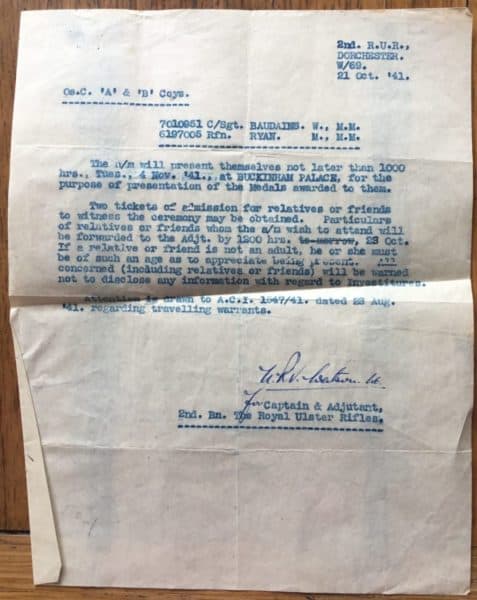 2nd. R.U.R.,
DORCHESTER.
W/69.
21 Oct. '41.
Os.C. 'A' & 'B' Coys.
7010951 C/Sgt. BAUDAINS. W., M.M.
6197005 Rfn. RYAN. M., M.M.
The a/m will present themselves not later than 1000
hrs., Tues., 4 Nov. '41., at BUCKINGHAM PALACE, for the
purpose of presentation of the Medals awarded to them.
Two tickets of admission for relatives or friends
to witness the ceremony may be obtained. Particulars
of relatives or friends whom the a/m wish to attend will
be forwarded to the Adjt. by 1200 hrs. to-morrow, 23 Oct.
If a relative or friend is not an adult, he or she must
be of such an age as to appreciate being present. All
concerned (including relatives or friends) will be warned
not to disclose any information with regard to Investitures.
Attention is drawn to A.C.I. 1547/41. dated 23 Aug.
'41. regarding travelling warrants.
for Captain & Adjutant,
2nd. Bn. The Royal Ulster Rifles.